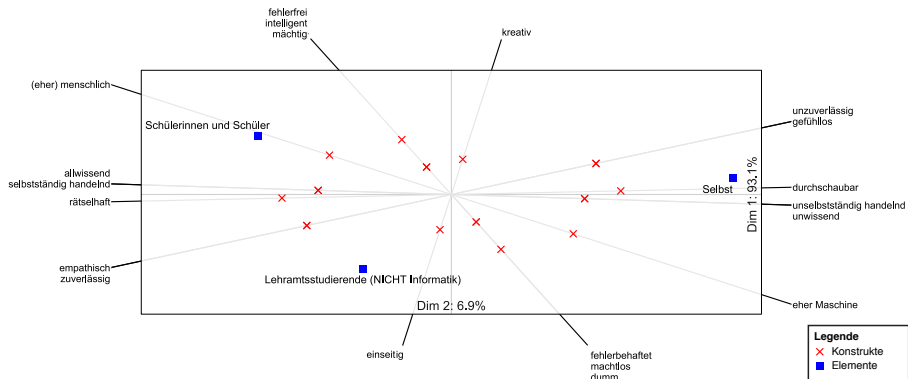 fehlerfrei
intelligent
mächtig
kreativ
(eher) menschlich
Schülerinnen und Schüler
unzuverlässig
gefühllos
allwissend
selbstständig handelnd
rätselhaft
Selbst
Dim 1: 93.1%
durchschaubar
unselbstständig handelnd
unwissend
empathisch
zuverlässig
Lehramtsstudierende (NICHT Informatik)
Dim 2: 6.9%
eher Maschine
einseitig
fehlerbehaftet
machtlos
dumm
Legende
Konstrukte
Elemente